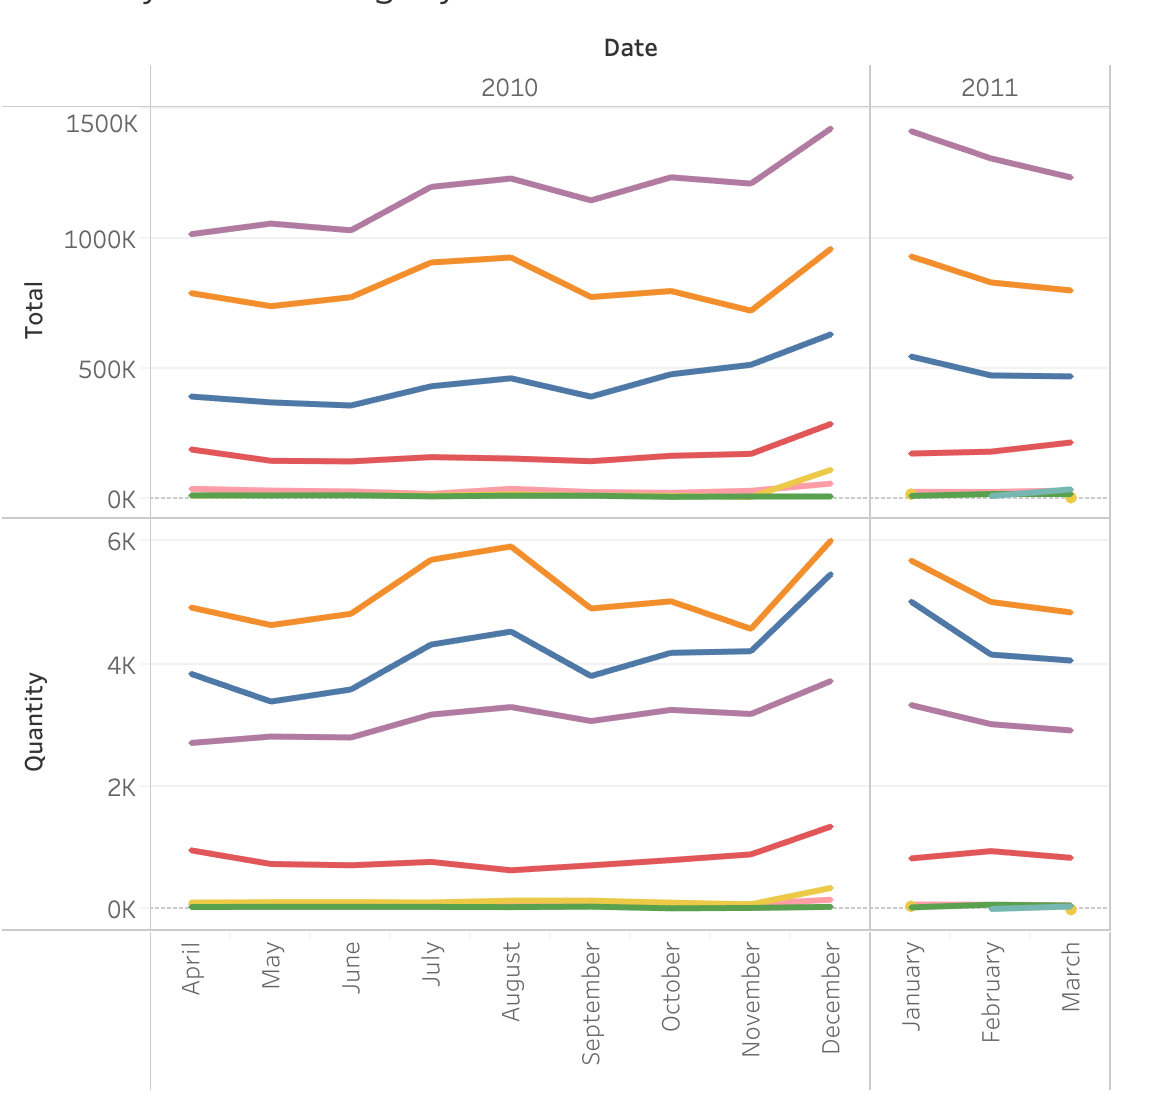 Date
2010
2011
1500K
1000K
500K
0K
Total
6K
4K
2K
0K
Quantity
April
May
June
July
August
September
October
November
December
January
February
March